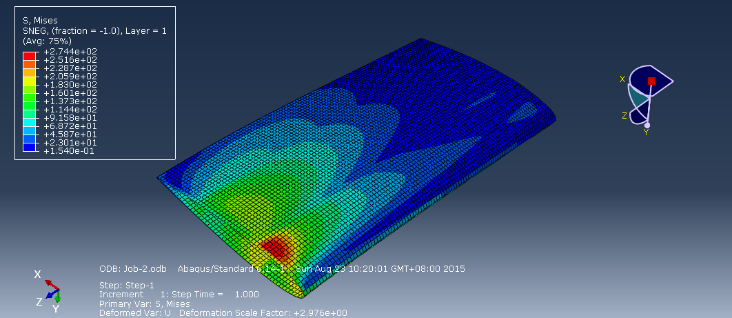 S, Mises
SNEG, (fraction = -1.0), Layer = 1
(Avg: 75%)
+2.744e+02
+2.516e+02
+2.287e+02
+2.059e+02
+1.830e+02
+1.601e+02
+1.373e+02
+1.144e+02
+9.158e+01
+6.872e+01
+4.587e+01
+2.301e+01
+1.540e-01
X
Z
Y
X
Z
Y
ODB: Job-2.odb Abaqus/Standard Sun Aug 23 10:20:01 GMT+08:00 2015
Step: Step-1
Increment 1: Step Time = 1.000
Primary Var: S, Mises
Deformed Var: U Deformation Scale Factor: +2.976e+00